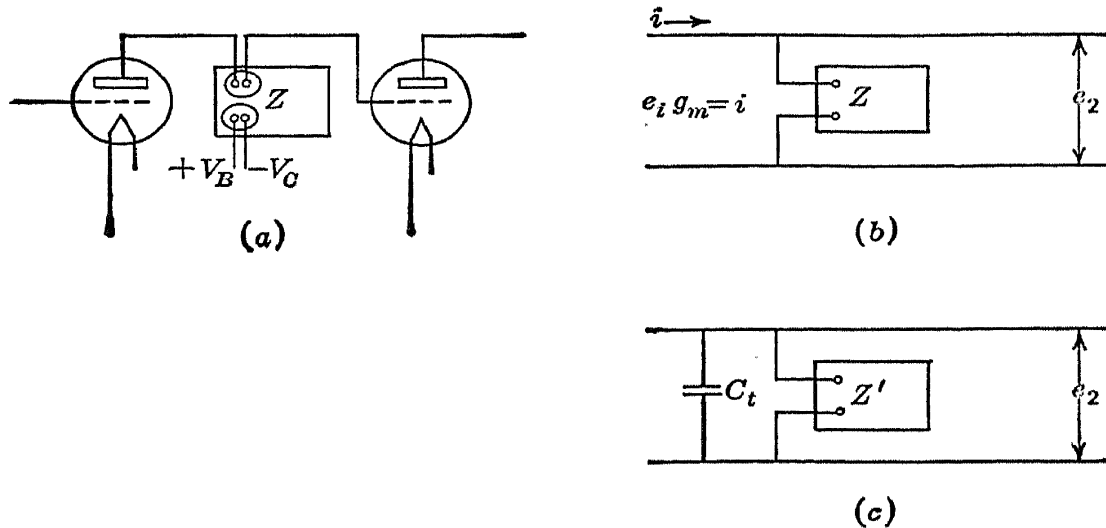 Z
+ V_B - V_C
(a)
i
e_i g_m = i
Z
e_2
(b)
C_t
Z'
e_2
(c)